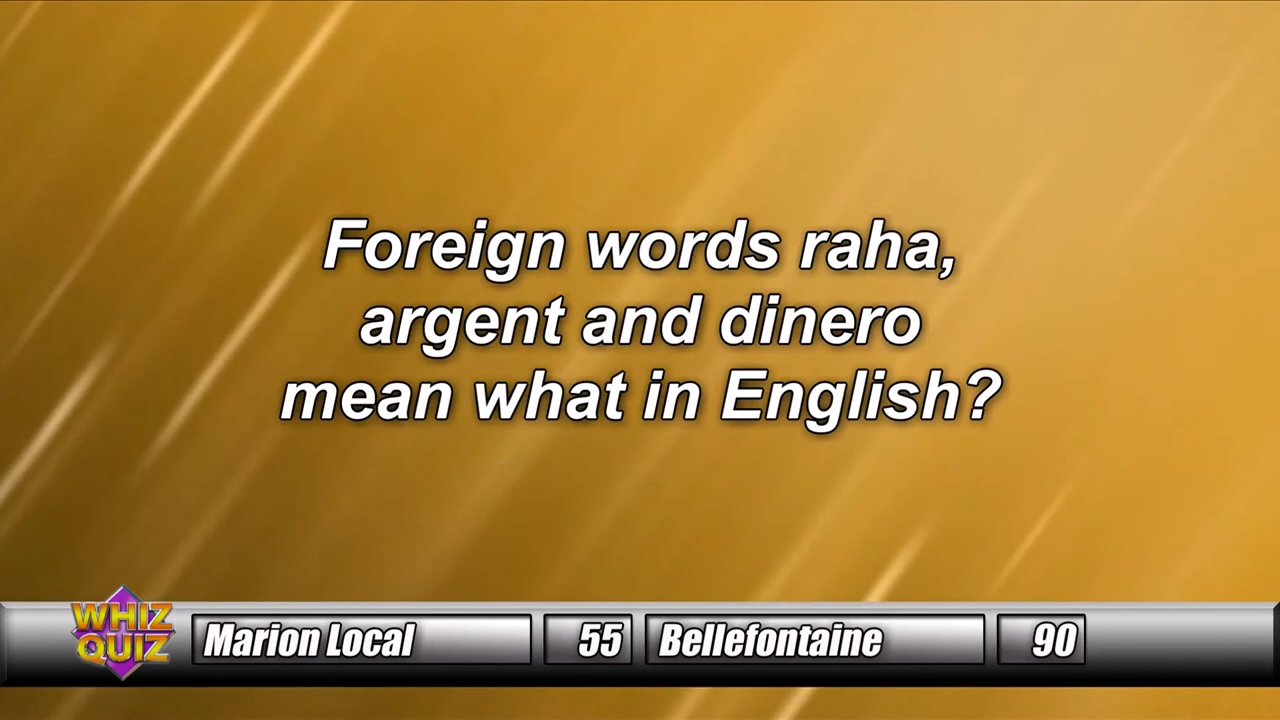 Foreign words raha,
argent and dinero
mean what in English?
WHIZ
QUIZ
Marion Local 55 Bellefontaine 90